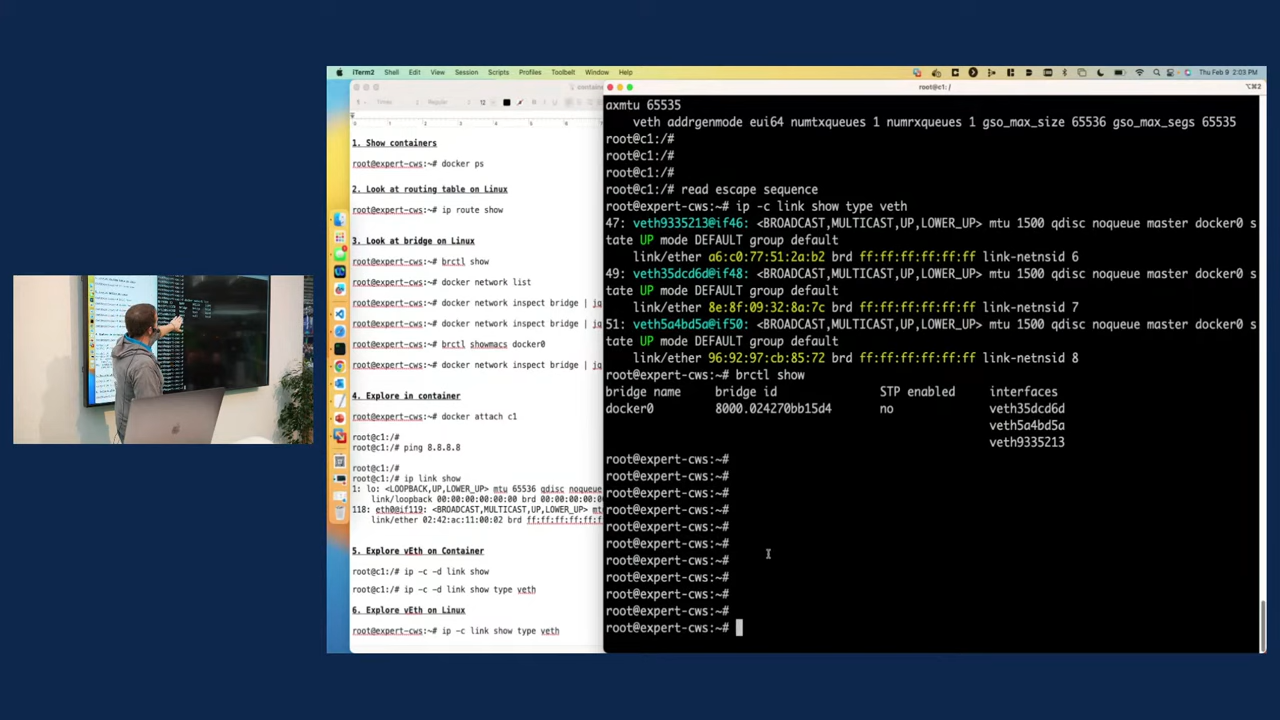 iTerm2 Shell Edit View Session Scripts Profiles Toolbelt Window Help
Thu Feb 9 2:03 PM
root@c1: /
⌥⌘2
Times
Regular
12
0 1 2 3 4 5 6
1. Show containers
root@expert-cws:~# docker ps
2. Look at routing table on Linux
root@expert-cws:~# ip route show
3. Look at bridge on Linux
root@expert-cws:~# brctl show
root@expert-cws:~# docker network list
root@expert-cws:~# docker network inspect bridge | jq
root@expert-cws:~# docker network inspect bridge | jq
root@expert-cws:~# brctl showmacs docker0
root@expert-cws:~# docker network inspect bridge | jq
4. Explore in container
root@expert-cws:~# docker attach c1
root@c1:/#
root@c1:/# ping 8.8.8.8
root@c1:/#
root@c1:/# ip link show
1: lo: <LOOPBACK,UP,LOWER_UP> mtu 65536 qdisc noqueue
link/loopback 00:00:00:00:00:00 brd 00:00:00:00:00
118: eth0@if119: <BROADCAST,MULTICAST,UP,LOWER_UP> mt
link/ether 02:42:ac:11:00:02 brd ff:ff:ff:ff:ff
5. Explore vEth on Container
root@c1:/# ip -c -d link show
root@c1:/# ip -c -d link show type veth
6. Explore vEth on Linux
root@expert-cws:~# ip -c link show type veth
axmtu 65535
veth addrgenmode eui64 numtxqueues 1 numrxqueues 1 gso_max_size 65536 gso_max_segs 65535
root@c1:/#
root@c1:/#
root@c1:/#
root@c1:/# read escape sequence
root@expert-cws:~# ip -c link show type veth
47: veth9335213@if46: <BROADCAST,MULTICAST,UP,LOWER_UP> mtu 1500 qdisc noqueue master docker0 s
tate UP mode DEFAULT group default
link/ether a6:c0:77:51:2a:b2 brd ff:ff:ff:ff:ff:ff link-netnsid 6
49: veth35dcd6d@if48: <BROADCAST,MULTICAST,UP,LOWER_UP> mtu 1500 qdisc noqueue master docker0 s
tate UP mode DEFAULT group default
link/ether 8e:8f:09:32:8a:7c brd ff:ff:ff:ff:ff:ff link-netnsid 7
51: veth5a4bd5a@if50: <BROADCAST,MULTICAST,UP,LOWER_UP> mtu 1500 qdisc noqueue master docker0 s
tate UP mode DEFAULT group default
link/ether 96:92:97:cb:85:72 brd ff:ff:ff:ff:ff:ff link-netnsid 8
root@expert-cws:~# brctl show
bridge name bridge id STP enabled interfaces
docker0 8000.024270bb15d4 no veth35dcd6d
veth5a4bd5a
veth9335213
root@expert-cws:~#
root@expert-cws:~#
root@expert-cws:~#
root@expert-cws:~#
root@expert-cws:~#
root@expert-cws:~#
root@expert-cws:~#
root@expert-cws:~#
root@expert-cws:~#
root@expert-cws:~#
root@expert-cws:~#